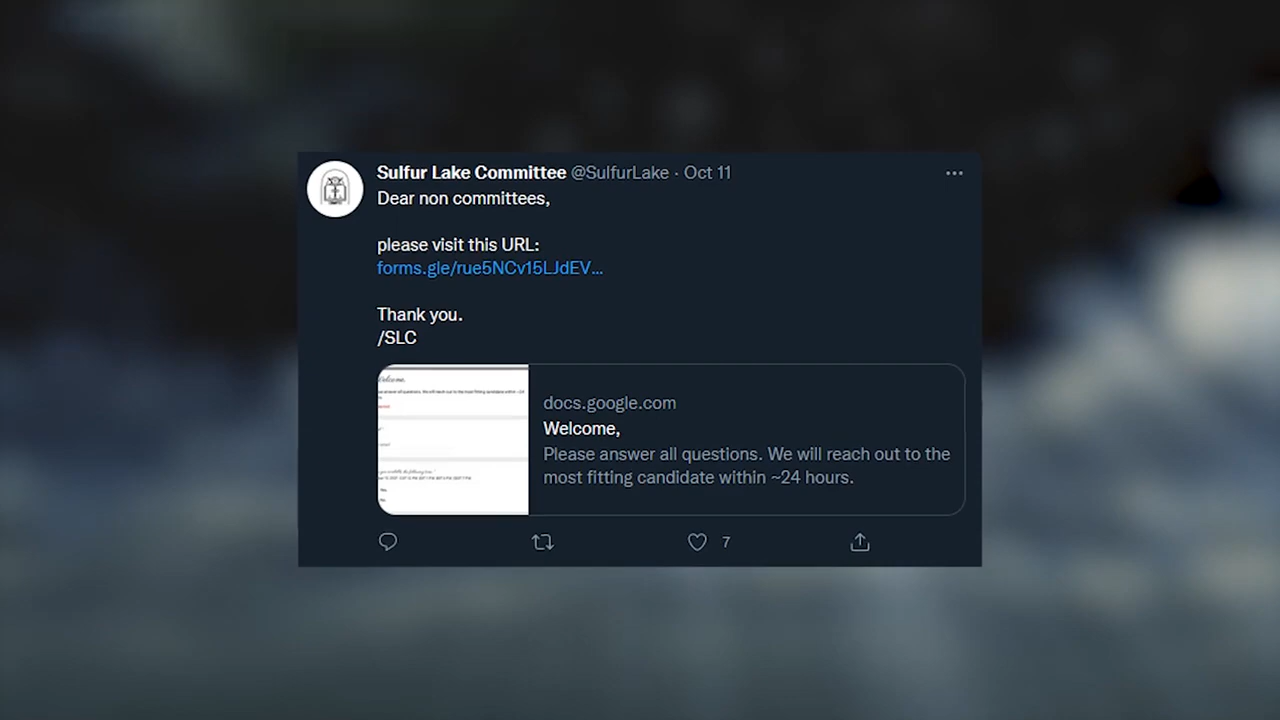 Sulfur Lake Committee @SulfurLake · Oct 11
Dear non committees,
please visit this URL:
forms.gle/rue5NCv15LJdEV...
Thank you.
/SLC
docs.google.com
Welcome,
Please answer all questions. We will reach out to the
most fitting candidate within ~24 hours.
7